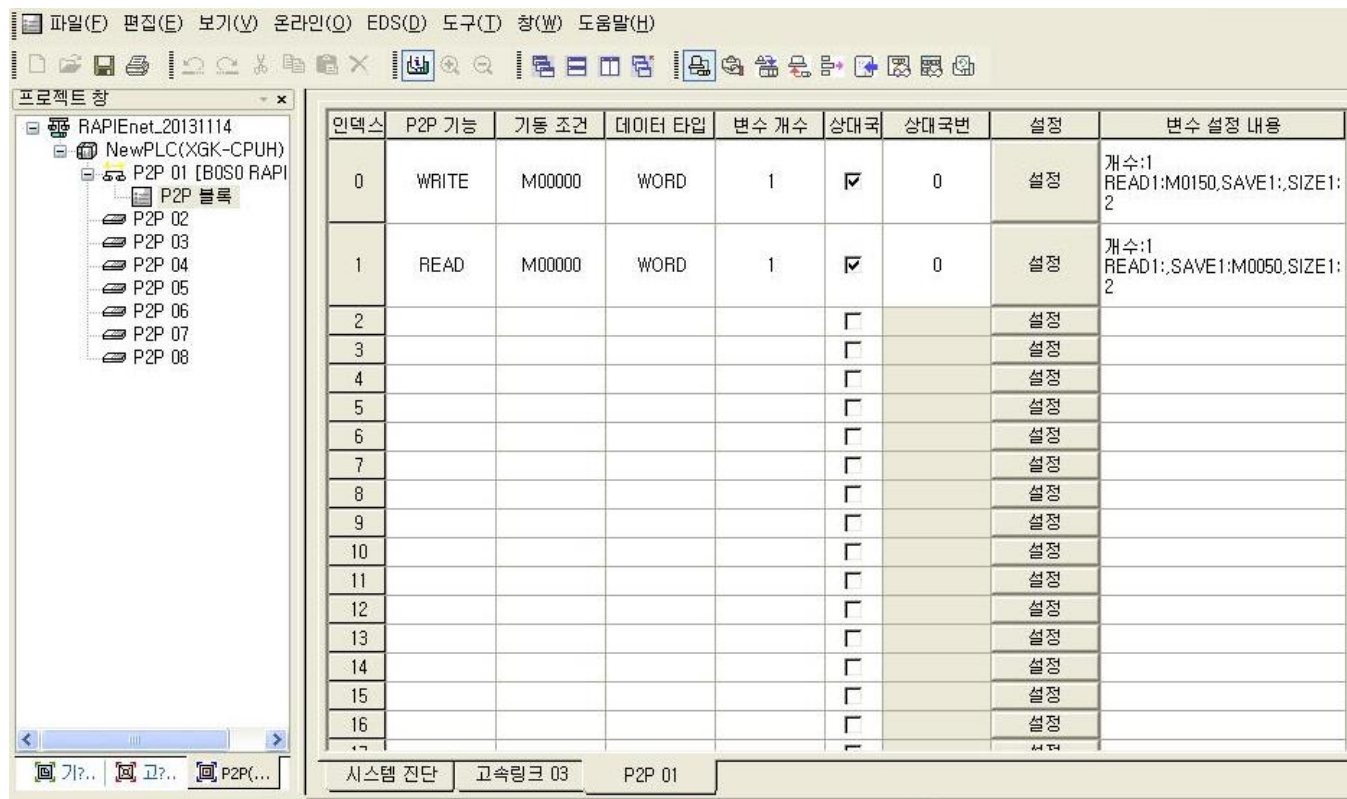 파일(F) 편집(E) 보기(V) 온라인(O) EDS(D) 도구(T) 창(W) 도움말(H)
프로젝트 창
RAPIEnet_20131114
NewPLC(XGK-CPUH)
P2P 01 [B0S0 RAPI
P2P 블록
P2P 02
P2P 03
P2P 04
P2P 05
P2P 06
P2P 07
P2P 08
기?.. 고?.. P2P(...
인덱스 P2P 기능 기동 조건 데이터 타입 변수 개수 상대국 상대국번 설정 변수 설정 내용
0 WRITE M00000 WORD 1 0 설정 개수:1
READ1:M0150,SAVE1:,SIZE1:
2
1 READ M00000 WORD 1 0 설정 개수:1
READ1:,SAVE1:M0050,SIZE1:
2
2 설정
3 설정
4 설정
5 설정
6 설정
7 설정
8 설정
9 설정
10 설정
11 설정
12 설정
13 설정
14 설정
15 설정
16 설정
시스템 진단 고속링크 03 P2P 01